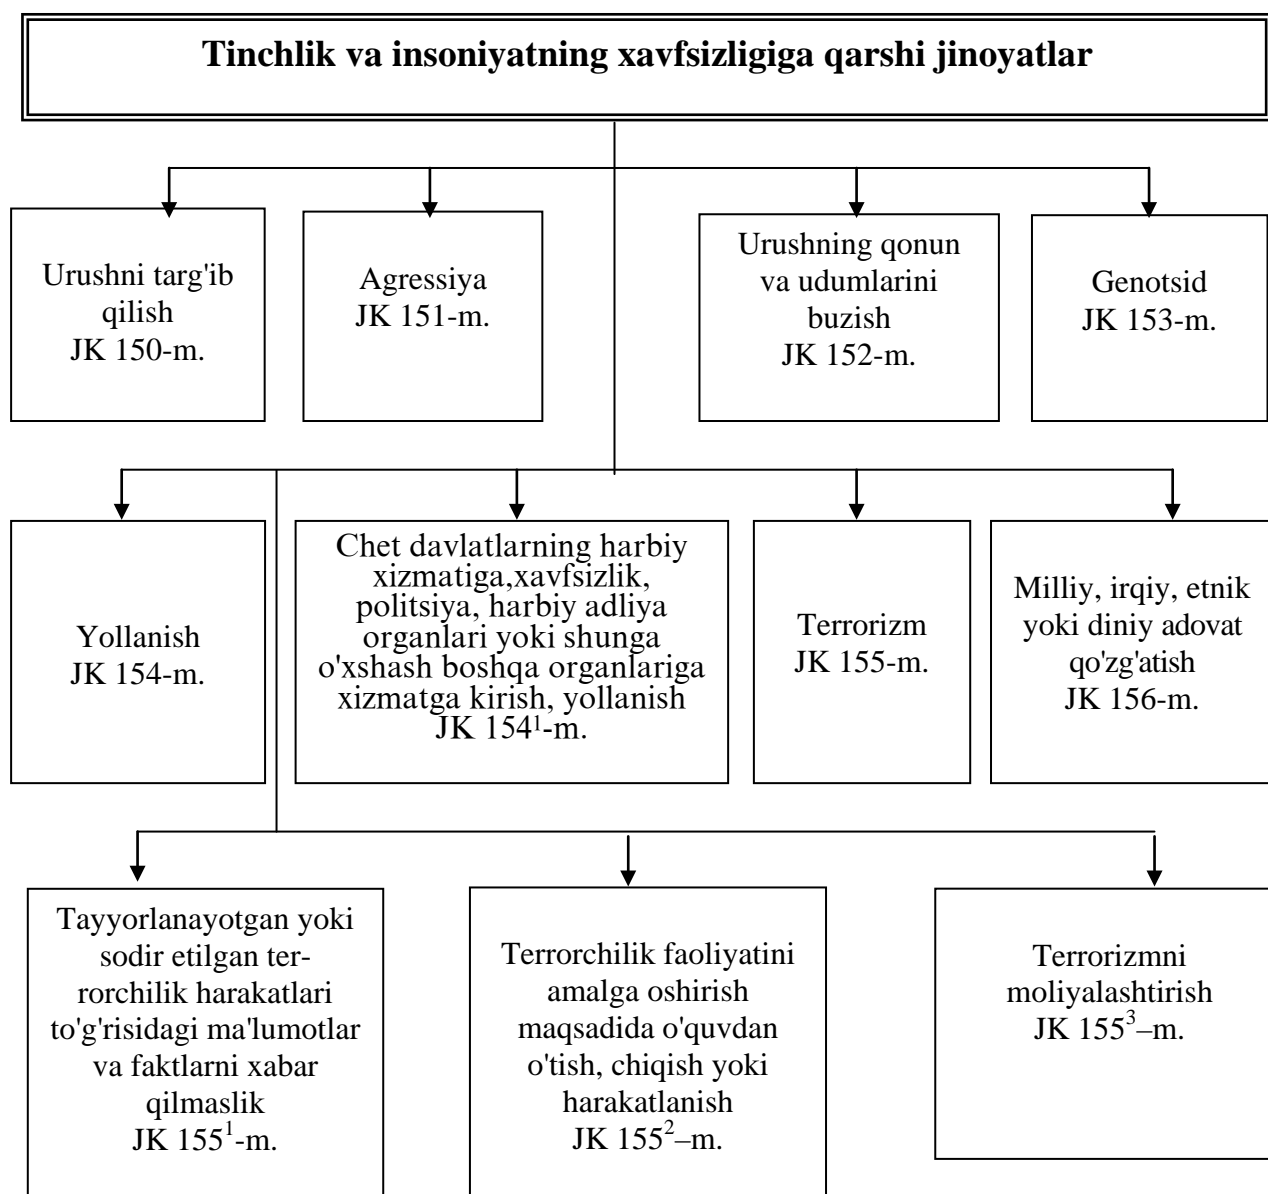 Tinchlik va insoniyatning xavfsizligiga qarshi jinoyatlar
Urushni targ'ib
qilish
JK 150-m.
Agressiya
JK 151-m.
Urushning qonun
va udumlarini
buzish
JK 152-m.
Genotsid
JK 153-m.
Yollanish
JK 154-m.
Chet davlatlarning harbiy
xizmatiga,xavfsizlik,
politsiya, harbiy adliya
organlari yoki shunga
o'xshash boshqa organlariga
xizmatga kirish, yollanish
JK 154¹-m.
Terrorizm
JK 155-m.
Milliy, irqiy, etnik
yoki diniy adovat
qo'zg'atish
JK 156-m.
Tayyorlanayotgan yoki
sodir etilgan ter-
rorchilik harakatlari
to'g'risidagi ma'lumotlar
va faktlarni xabar
qilmaslik
JK 155¹-m.
Terrorchilik faoliyatini
amalga oshirish
maqsadida o'quvdan
o'tish, chiqish yoki
harakatlanish
JK 155²–m.
Terrorizmni
moliyalashtirish
JK 155³–m.